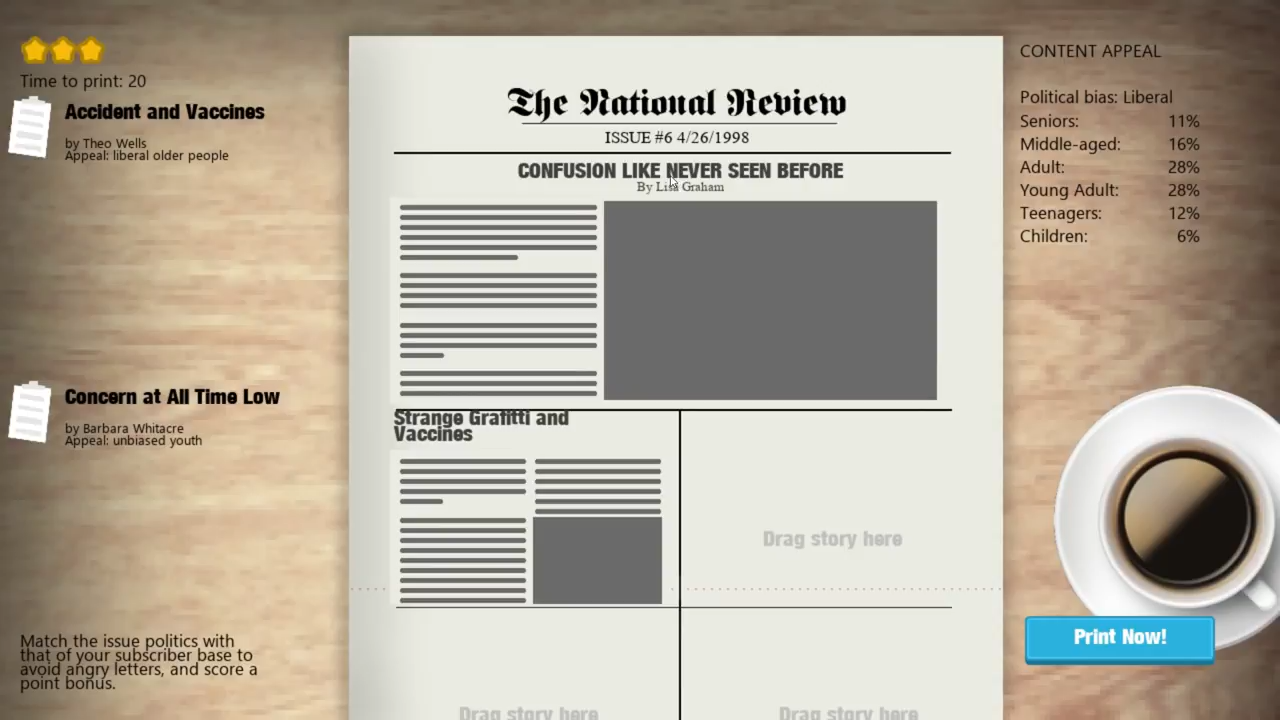 Time to print: 20
Accident and Vaccines
by Theo Wells
Appeal: liberal older people
Concern at All Time Low
by Barbara Whitacre
Appeal: unbiased youth
Match the issue politics with
that of your subscriber base to
avoid angry letters, and score a
point bonus.
The National Review
ISSUE #6 4/26/1998
CONFUSION LIKE NEVER SEEN BEFORE
By Lisa Graham
Strange Grafitti and
Vaccines
Drag story here
Drag story here
Drag story here
CONTENT APPEAL
Political bias: Liberal
Seniors: 11%
Middle-aged: 16%
Adult: 28%
Young Adult: 28%
Teenagers: 12%
Children: 6%
Print Now!